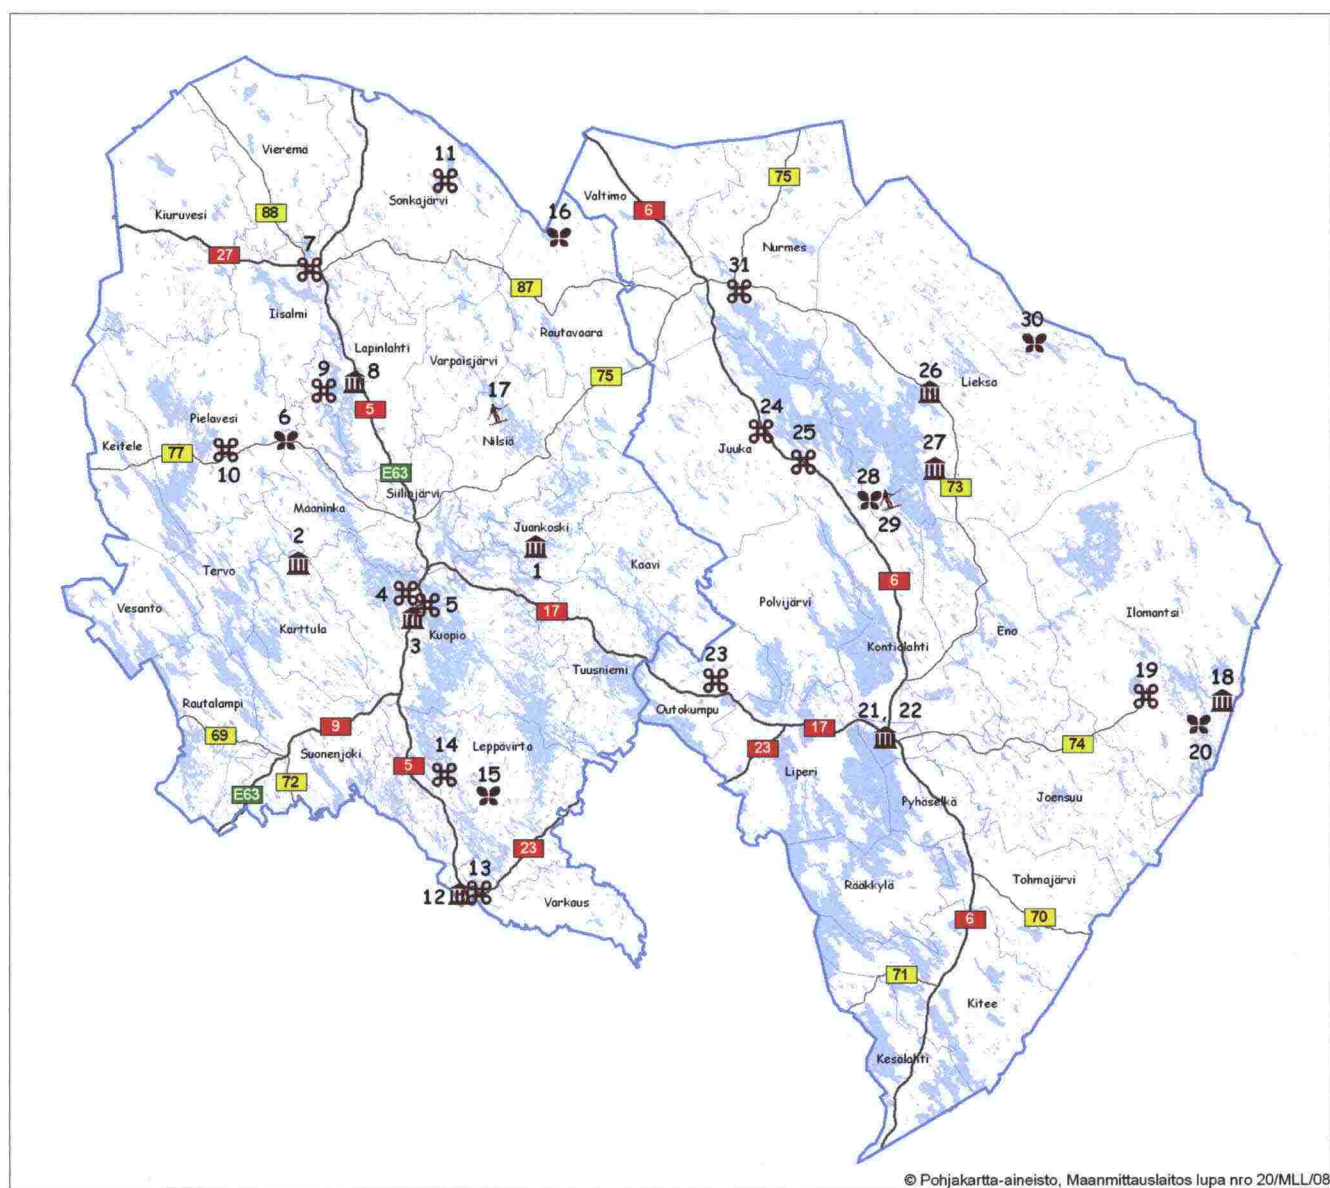 Vieremä
11
Sonkajärvi
Valtimo
75
6
Kiuruvesi
88
16
7
27
Nurmes
31
87
Iisalmi
Rautavaara
30
Lapinlahti
Varpaisjärvi
75
26
Lieksa
9
8
17
5
Pielavesi
6
24
Nilsiä
Keitele
77
10
Juuka
25
27
E63
28
73
Siilinjärvi
29
Maaninka
Juankoski
2
1
Kaavi
Tervo
6
Vesanto
4
5
17
Polvijärvi
Ilomantsi
Karttula
Kuopio
3
Eno
Kontiolahti
Tuusniemi
23
19
18
Rautalampi
Outokumpu
21
22
69
9
17
20
74
Leppävirta
23
Suonenjoki
14
5
15
Liperi
72
E63
Pyhäselkä
Joensuu
23
13
Tohmajärvi
12
Rääkkylä
Varkaus
70
6
71
Kitee
Kesälahti
© Pohjakartta-aineisto, Maanmittauslaitos lupa nro 20/MLL/08